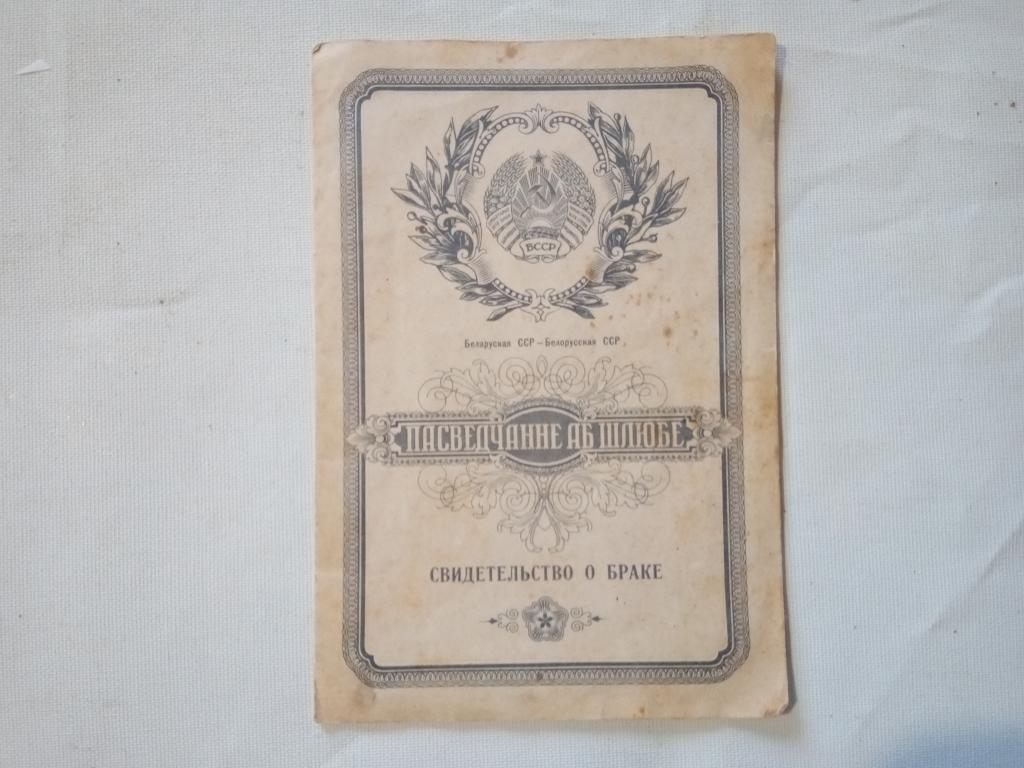 БССР
Беларуская ССР — Белорусская ССР
ПАСВЕДЧАННЕ АБ ШЛЮБЕ
СВИДЕТЕЛЬСТВО О БРАКЕ